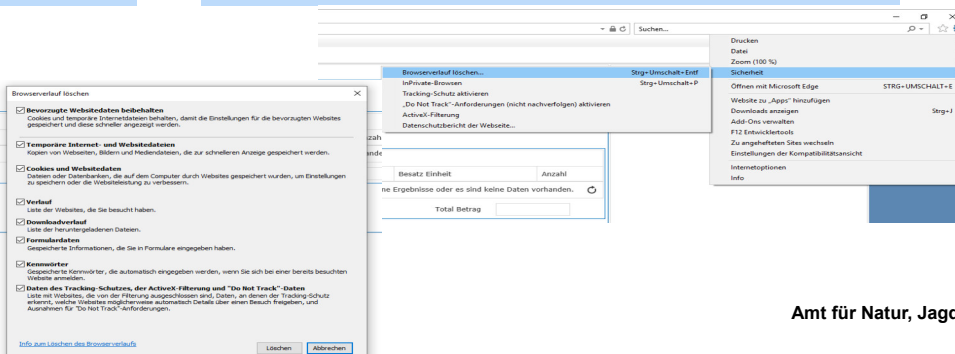 Suchen...
Drucken
Datei
Zoom (100 %)
Sicherheit
Öffnen mit Microsoft Edge STRG+UMSCHALT+E
Website zu „Apps" hinzufügen
Downloads anzeigen Strg+J
Add-Ons verwalten
F12 Entwicklertools
Zu angehefteten Sites wechseln
Einstellungen der Kompatibilitätsansicht
Internetoptionen
Info
Browserverlauf löschen... Strg+Umschalt+Entf
InPrivate-Browsen Strg+Umschalt+P
Tracking-Schutz aktivieren
„Do Not Track"-Anforderungen (nicht nachverfolgen) aktivieren
ActiveX-Filterung
Datenschutzbericht der Webseite...
Besatz Einheit Anzahl
ne Ergebnisse oder es sind keine Daten vorhanden.
Total Betrag
Browserverlauf löschen
Bevorzugte Websitedaten beibehalten
Cookies und temporäre Internetdateien behalten, damit die Einstellungen für die bevorzugten Websites
gespeichert und diese schneller angezeigt werden.
Temporäre Internet- und Websitedateien
Kopien von Webseiten, Bildern und Mediendateien, die zur schnelleren Anzeige gespeichert werden.
Cookies und Websitedaten
Dateien oder Datenbanken, die auf dem Computer durch Websites gespeichert wurden, um Einstellungen
zu speichern oder die Websiteleistung zu verbessern.
Verlauf
Liste der Websites, die Sie besucht haben.
Downloadverlauf
Liste der heruntergeladenen Dateien.
Formulardaten
Gespeicherte Informationen, die Sie in Formulare eingegeben haben.
Kennwörter
Gespeicherte Kennwörter, die automatisch eingegeben werden, wenn Sie sich bei einer bereits besuchten
Website anmelden.
Daten des Tracking-Schutzes, der ActiveX-Filterung und "Do Not Track"-Daten
Liste mit Websites, die von der Filterung ausgeschlossen sind, Daten, an denen der Tracking-Schutz
erkennt, welche Websites möglicherweise automatisch Details über einen Besuch freigeben, und
Ausnahmen für "Do Not Track"-Anforderungen.
Info zum Löschen des Browserverlaufs
Löschen Abbrechen
Amt für Natur, Jagd